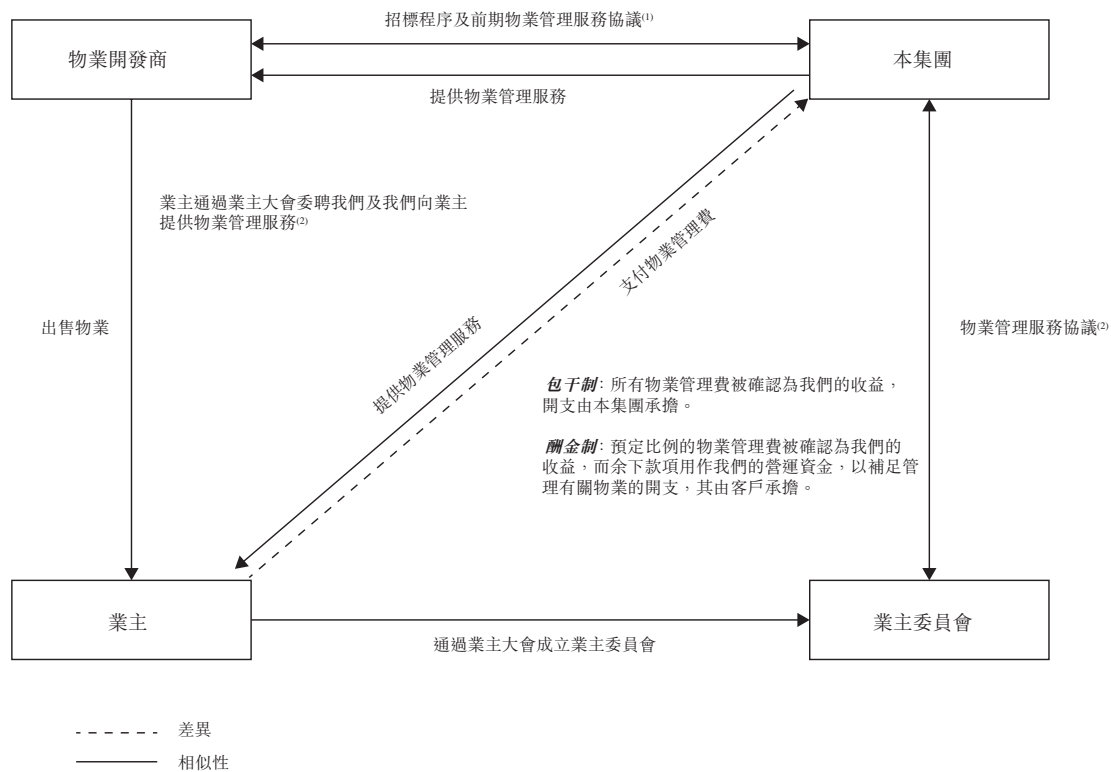 招標程序及前期物業管理服務協議(1)
物業開發商
本集團
提供物業管理服務
業主通過業主大會委聘我們及我們向業主
提供物業管理服務(2)
支付物業管理費
出售物業
提供物業管理服務
物業管理服務協議(2)
包干制：所有物業管理費被確認為我們的收益，
開支由本集團承擔。
酬金制：預定比例的物業管理費被確認為我們的
收益，而余下款項用作我們的營運資金，以補足管
理有關物業的開支，其由客戶承擔。
業主
業主委員會
通過業主大會成立業主委員會
差異
相似性